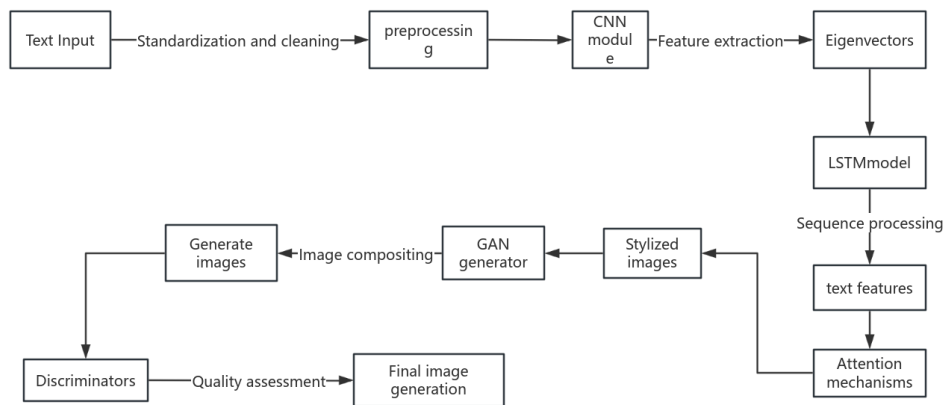 Text Input
Standardization and cleaning
preprocessin
g
CNN
modul
e
Feature extraction
Eigenvectors
LSTMmodel
Sequence processing
text features
Attention
mechanisms
Stylized
images
GAN
generator
Image compositing
Generate
images
Discriminators
Quality assessment
Final image
generation